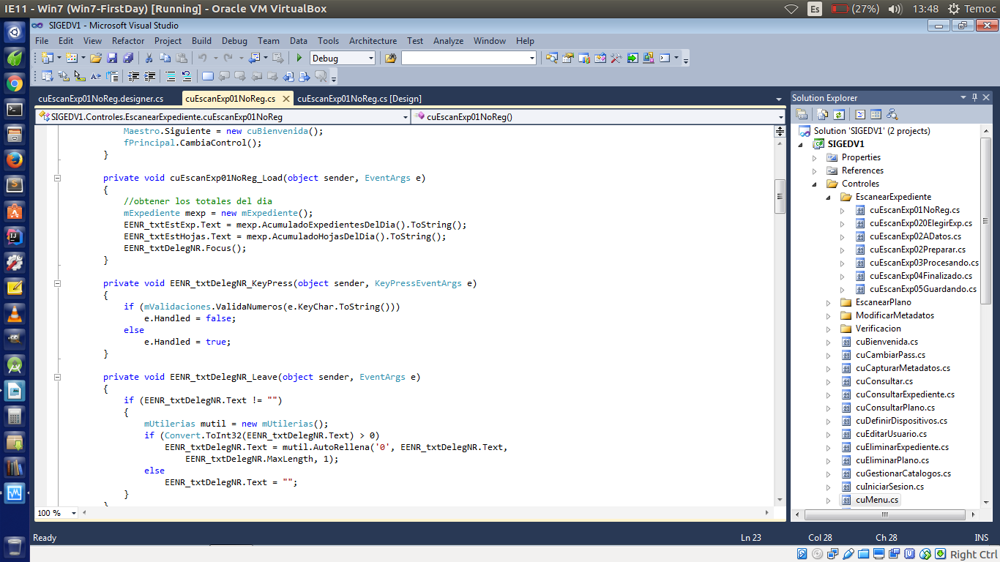 IE11 - Win7 (Win7-FirstDay) [Running] - Oracle VM VirtualBox
Es (27%) 13:48 Temoc
SIGEDV1 - Microsoft Visual Studio
File Edit View Refactor Project Build Debug Team Data Tools Architecture Test Analyze Window Help
Debug
cuEscanExp01NoReg.designer.cs cuEscanExp01NoReg.cs cuEscanExp01NoReg.cs [Design]
SIGEDV1.Controles.EscanearExpediente.cuEscanExp01NoReg cuEscanExp01NoReg()
Maestro.Siguiente = new cuBienvenida();
fPrincipal.CambiaControl();
}
private void cuEscanExp01NoReg_Load(object sender, EventArgs e)
{
//obtener los totales del dia
mExpediente mexp = new mExpediente();
EENR_txtEstExp.Text = mexp.AcumuladoExpedientesDelDia().ToString();
EENR_txtEstHojas.Text = mexp.AcumuladoHojasDelDia().ToString();
EENR_txtDelegNR.Focus();
}
private void EENR_txtDelegNR_KeyPress(object sender, KeyPressEventArgs e)
{
if (mValidaciones.ValidaNumeros(e.KeyChar.ToString()))
e.Handled = false;
else
e.Handled = true;
}
private void EENR_txtDelegNR_Leave(object sender, EventArgs e)
{
if (EENR_txtDelegNR.Text != "")
{
mUtilerias mutil = new mUtilerias();
if (Convert.ToInt32(EENR_txtDelegNR.Text) > 0)
EENR_txtDelegNR.Text = mutil.AutoRellena('0', EENR_txtDelegNR.Text,
EENR_txtDelegNR.MaxLength, 1);
else
EENR_txtDelegNR.Text = "";
}
}
100 %
Solution Explorer
Solution 'SIGEDV1' (2 projects)
SIGEDV1
Properties
References
Controles
EscanearExpediente
cuEscanExp01NoReg.cs
cuEscanExp020ElegirExp.cs
cuEscanExp02ADatos.cs
cuEscanExp02Preparar.cs
cuEscanExp03Procesando.cs
cuEscanExp04Finalizado.cs
cuEscanExp05Guardando.cs
EscanearPlano
ModificarMetadatos
Verificacion
cuBienvenida.cs
cuCambiarPass.cs
cuCapturarMetadatos.cs
cuConsultar.cs
cuConsultarExpediente.cs
cuConsultarPlano.cs
cuDefinirDispositivos.cs
cuEditarUsuario.cs
cuEliminarExpediente.cs
cuEliminarPlano.cs
cuGestionarCatalogos.cs
cuIniciarSesion.cs
cuMenu.cs
Ready Ln 23 Col 28 Ch 28 INS
Right Ctrl